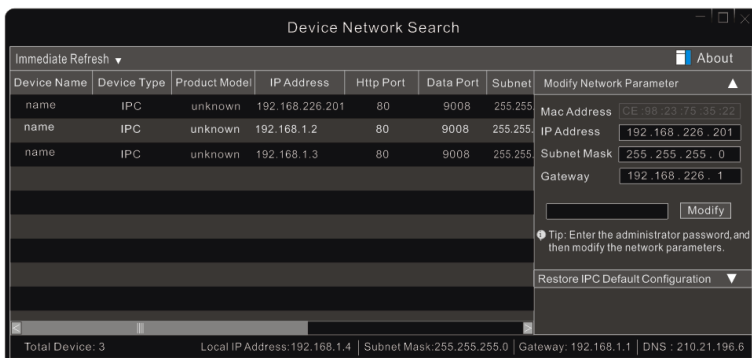 Device Network Search
Immediate Refresh ▼ About
Device Name Device Type Product Model IP Address Http Port Data Port Subnet
name IPC unknown 192.168.226.201 80 9008 255.255.
name IPC unknown 192.168.1.2 80 9008 255.255.
name IPC unknown 192.168.1.3 80 9008 255.255.
Modify Network Parameter ▲
Mac Address CE:98:23:75:35:22
IP Address 192.168.226.201
Subnet Mask 255.255.255.0
Gateway 192.168.226.1
Modify
Tip: Enter the administrator password, and
then modify the network parameters.
Restore IPC Default Configuration ▼
Total Device: 3 Local IP Address:192.168.1.4 Subnet Mask:255.255.255.0 Gateway: 192.168.1.1 DNS : 210.21.196.6